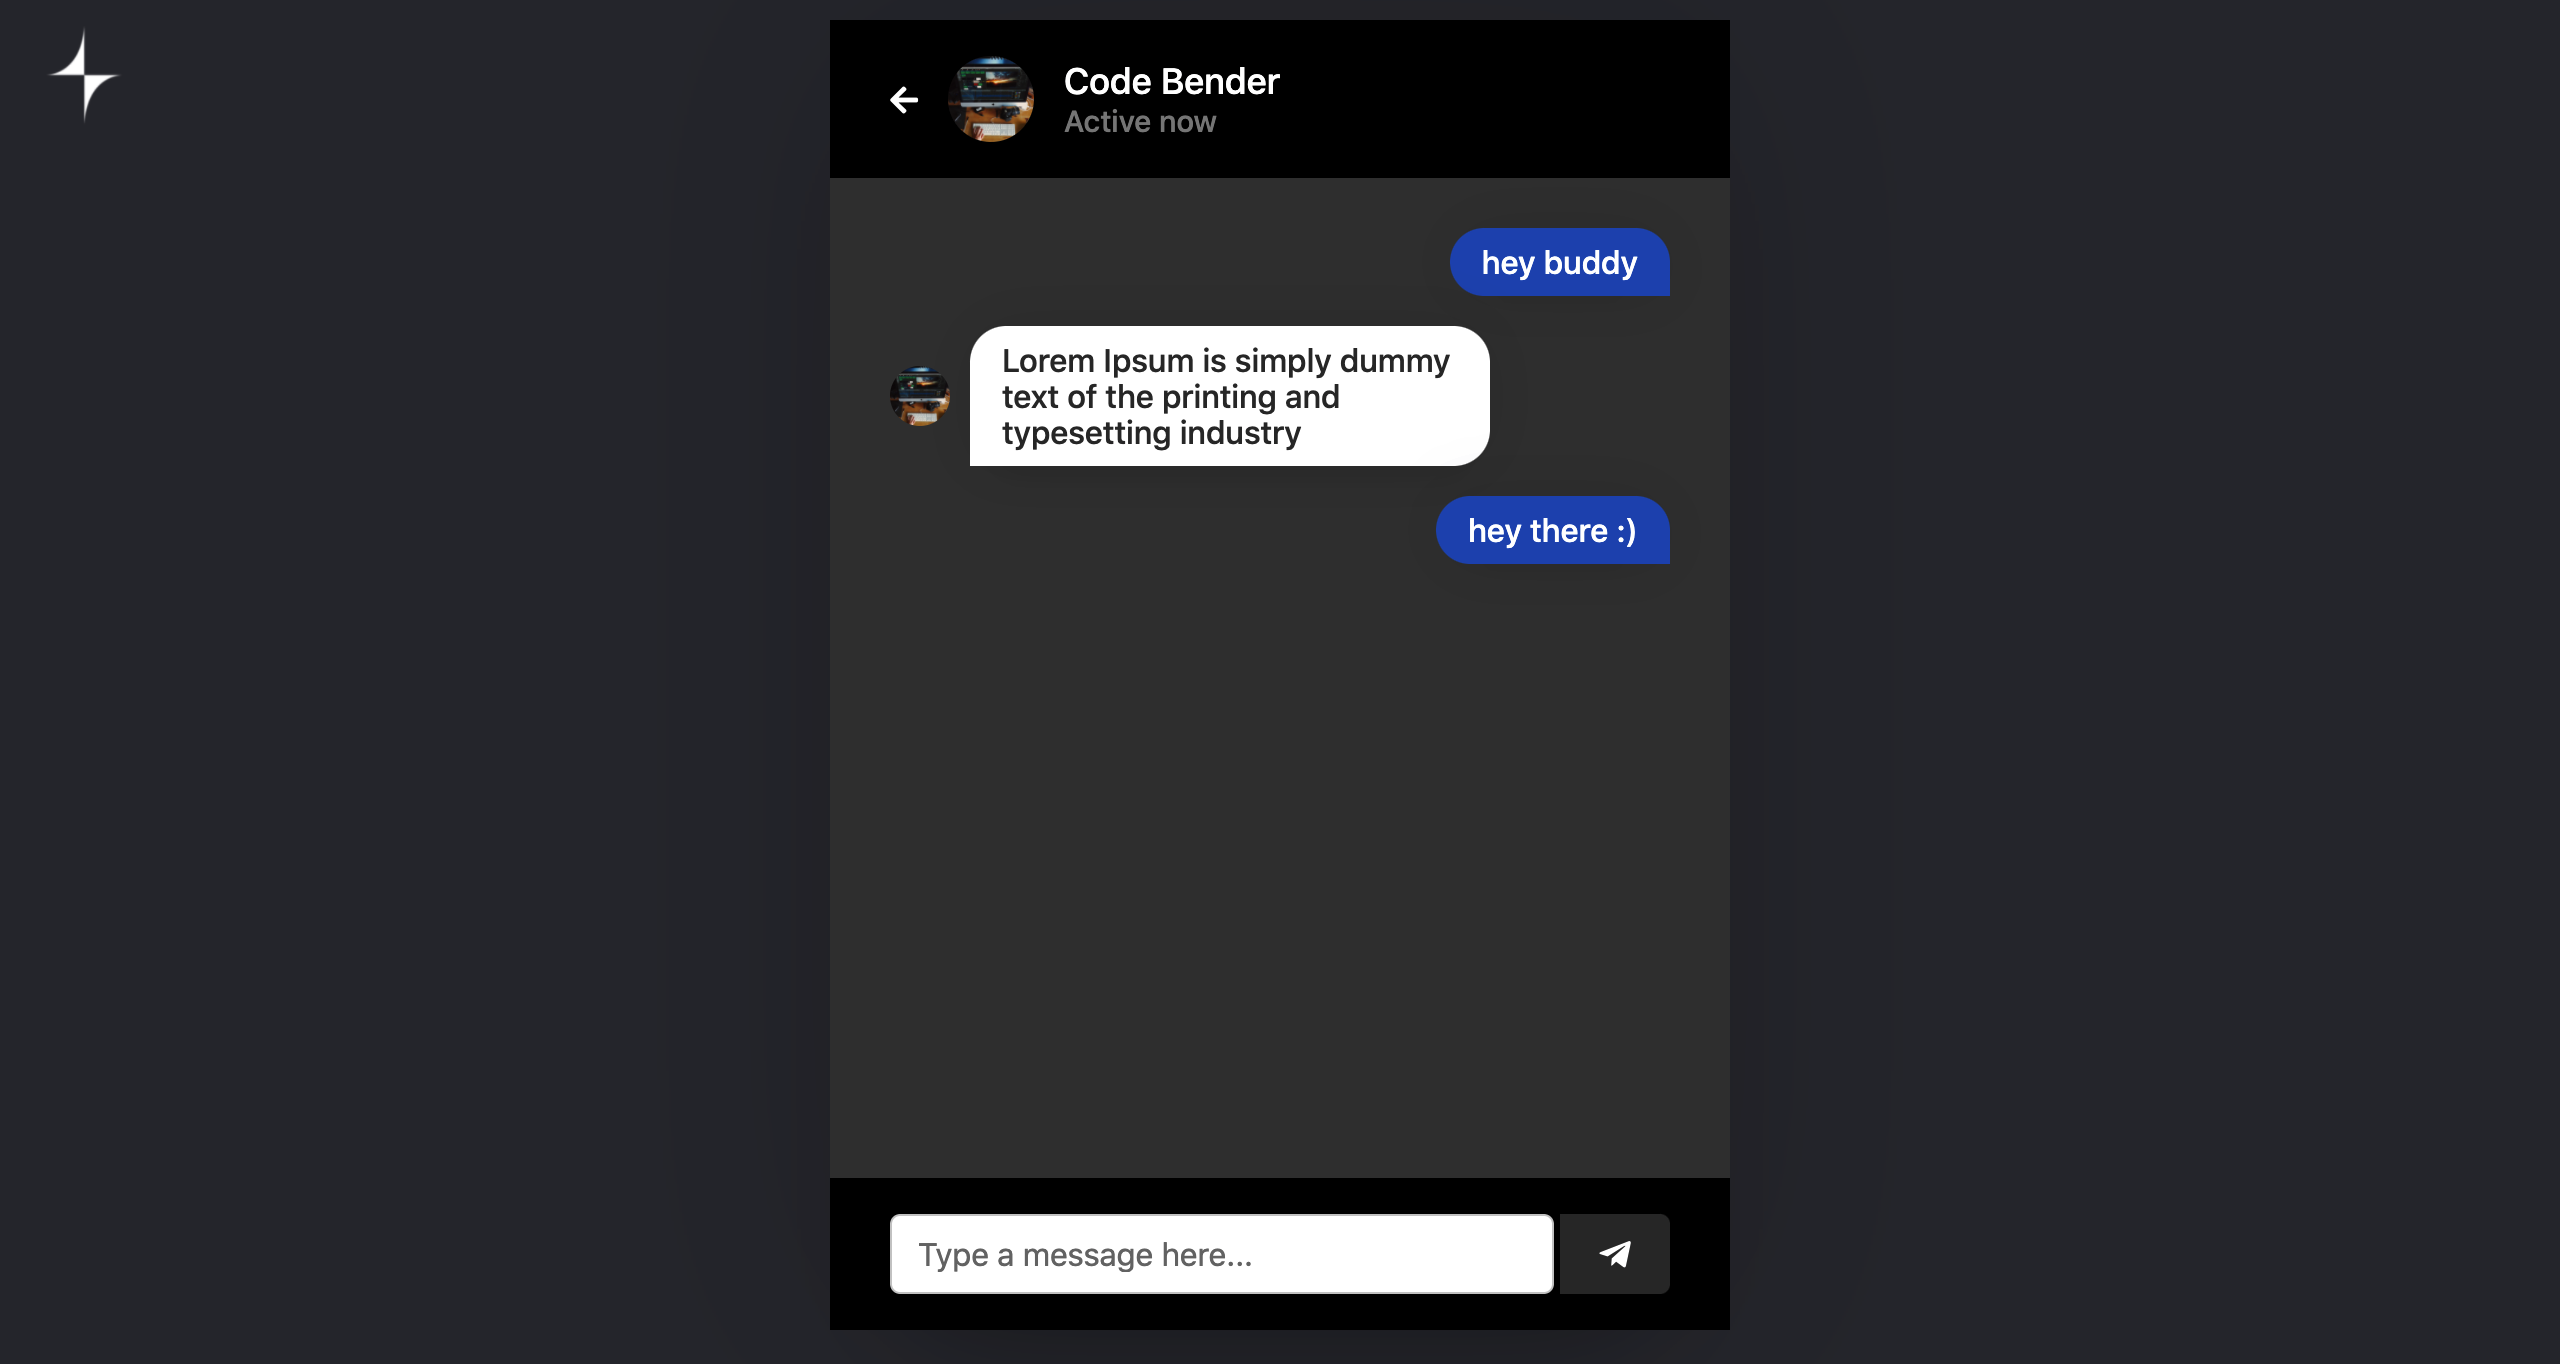 Code Bender
Active now
hey buddy
Lorem Ipsum is simply dummy
text of the printing and
typesetting industry
hey there :)
Type a message here...